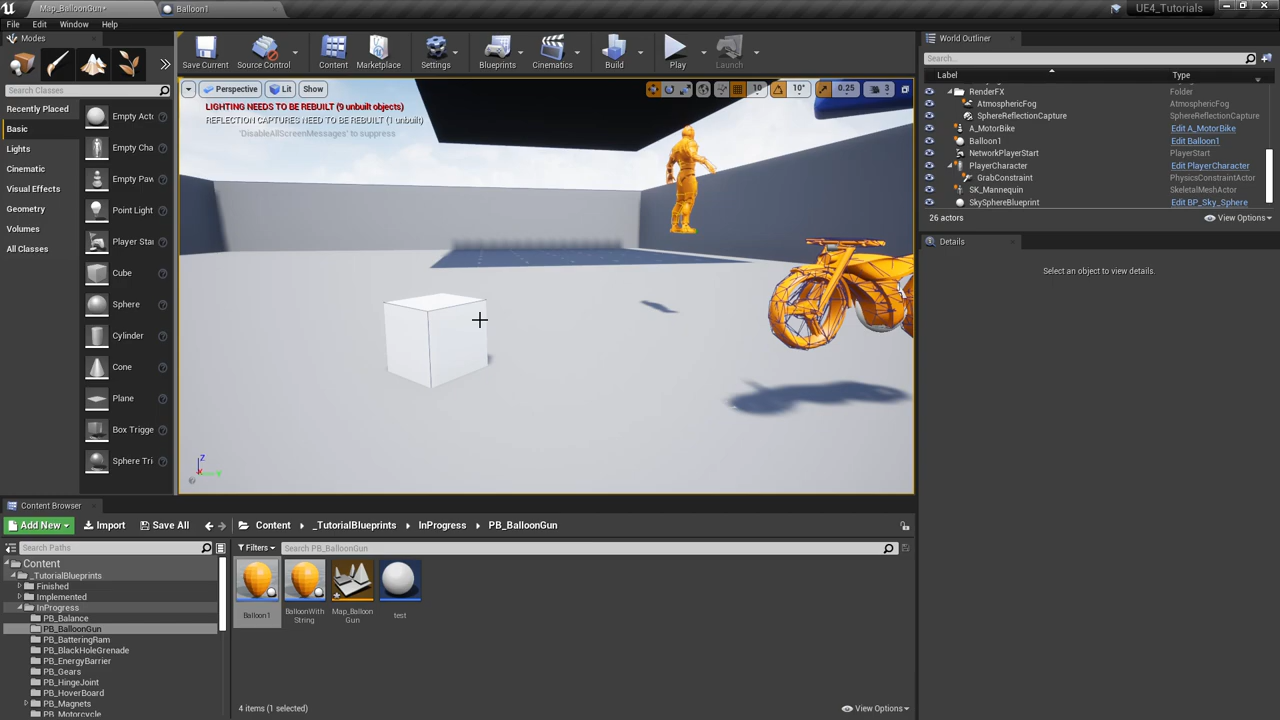 Map_BalloonGun*
Balloon1
UE4_Tutorials
File Edit Window Help
Modes
Search Classes
Recently Placed
Basic
Lights
Cinematic
Visual Effects
Geometry
Volumes
All Classes
Empty Acto
Empty Cha
Empty Paw
Point Light
Player Star
Cube
Sphere
Cylinder
Cone
Plane
Box Trigge
Sphere Tri
Save Current
Source Control
Content
Marketplace
Settings
Blueprints
Cinematics
Build
Play
Launch
Perspective
Lit
Show
10
10°
0.25
3
LIGHTING NEEDS TO BE REBUILT (9 unbuilt objects)
REFLECTION CAPTURES NEED TO BE REBUILT (1 unbuilt)
'DisableAllScreenMessages' to suppress
Z
World Outliner
Search...
Label Type
RenderFX Folder
AtmosphericFog AtmosphericFog
SphereReflectionCapture SphereReflectionCapture
A_MotorBike Edit A_MotorBike
Balloon1 Edit Balloon1
NetworkPlayerStart PlayerStart
PlayerCharacter Edit PlayerCharacter
GrabConstraint PhysicsConstraintActor
SK_Mannequin SkeletalMeshActor
SkySphereBlueprint Edit BP_Sky_Sphere
26 actors
View Options
Details
Select an object to view details.
Content Browser
Add New
Import
Save All
Content
_TutorialBlueprints
InProgress
PB_BalloonGun
Search Paths
Content
_TutorialBlueprints
Finished
Implemented
InProgress
PB_Balance
PB_BalloonGun
PB_BatteringRam
PB_BlackHoleGrenade
PB_EnergyBarrier
PB_Gears
PB_HingeJoint
PB_HoverBoard
PB_Magnets
PB_Motorcycle
Filters
Search PB_BalloonGun
Balloon1
BalloonWith
String
Map_Balloon
Gun
test
4 items (1 selected)
View Options